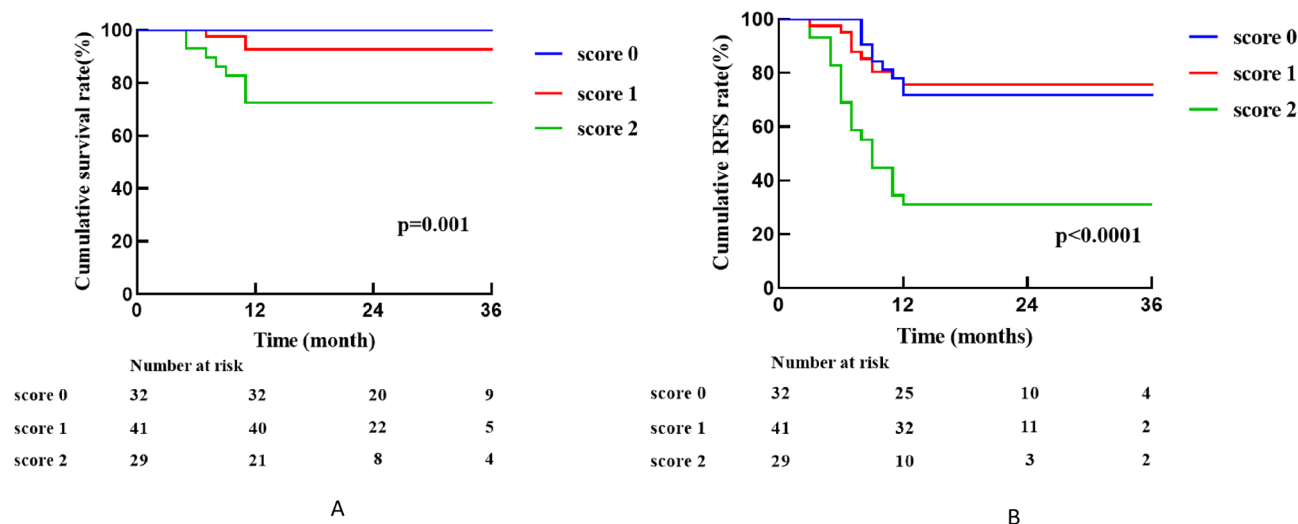 Cumulative survival rate(%)
100
80
60
40
20
0
0 12 24 36
Time (month)
score 0
score 1
score 2
p=0.001
Number at risk
score 0 32 32 20 9
score 1 41 40 22 5
score 2 29 21 8 4
A
Cumulative RFS rate(%)
100
80
60
40
20
0
0 12 24 36
Time (months)
score 0
score 1
score 2
p<0.0001
Number at risk
score 0 32 25 10 4
score 1 41 32 11 2
score 2 29 10 3 2
B